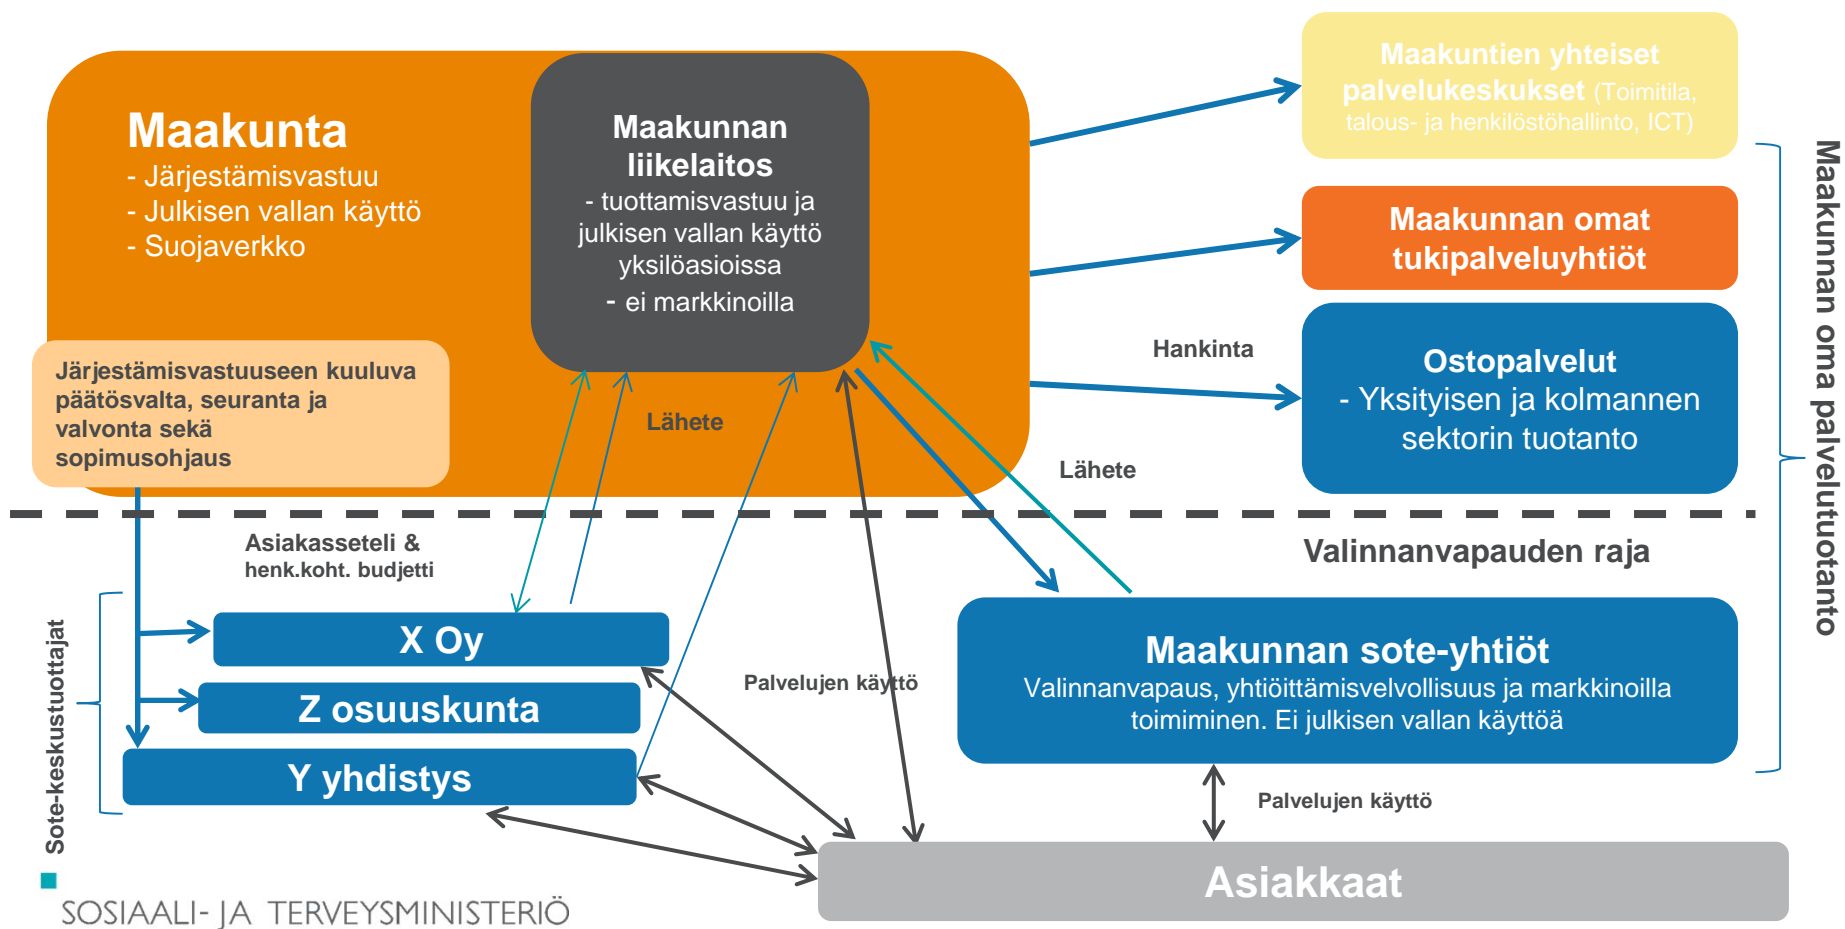 Maakunta
- Järjestämisvastuu
- Julkisen vallan käyttö
- Suojaverkko
Maakunnan
liikelaitos
- tuottamisvastuu ja
julkisen vallan käyttö
yksilöasioissa
- ei markkinoilla
Maakuntien yhteiset
palvelukeskukset (Toimitila,
talous- ja henkilöstöhallinto, ICT)
Maakunnan omat
tukipalveluyhtiöt
Hankinta
Ostopalvelut
- Yksityisen ja kolmannen
sektorin tuotanto
Maakunnan oma palvelutuotanto
Järjestämisvastuuseen kuuluva
päätösvalta, seuranta ja
valvonta sekä
sopimusohjaus
Lähete
Lähete
Asiakasseteli &
henk.koht. budjetti
Valinnanvapauden raja
Sote-keskustuottajat
X Oy
Z osuuskunta
Y yhdistys
Palvelujen käyttö
Maakunnan sote-yhtiöt
Valinnanvapaus, yhtiöittämisvelvollisuus ja markkinoilla
toimiminen. Ei julkisen vallan käyttöä
Palvelujen käyttö
Asiakkaat
SOSIAALI- JA TERVEYSMINISTERIÖ